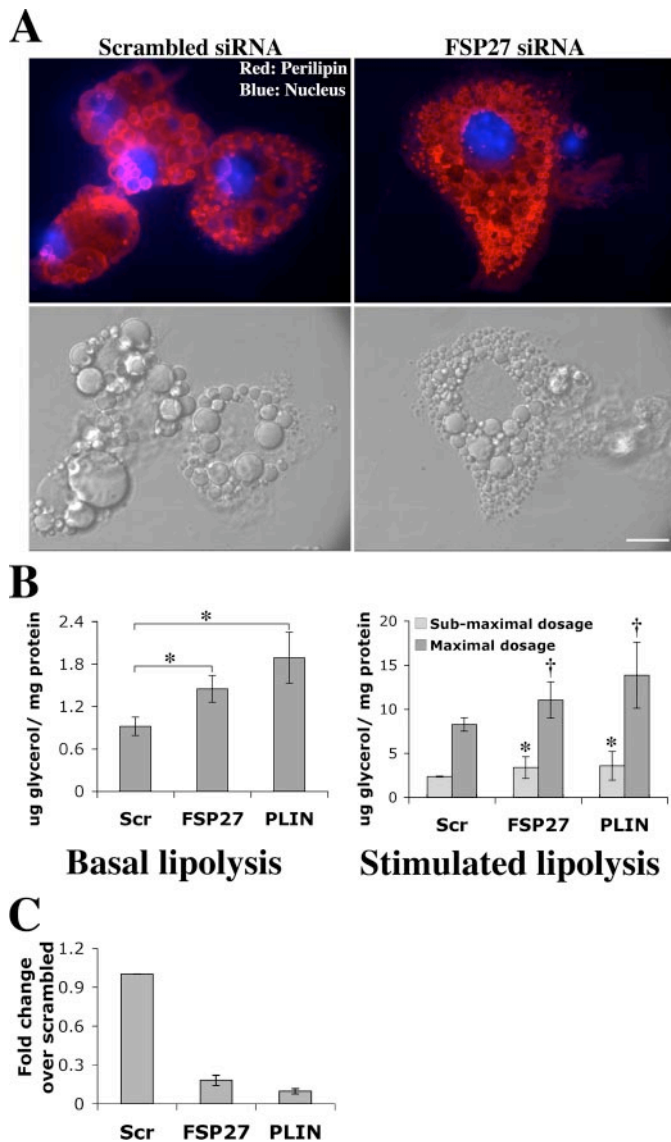 A
Scrambled siRNA
FSP27 siRNA
Red: Perilipin
Blue: Nucleus
B
ug glycerol/ mg protein
2.4
1.8
1.2
0.6
0
*
*
Scr FSP27 PLIN
Basal lipolysis
ug glycerol/ mg protein
20
15
10
5
0
Sub-maximal dosage
Maximal dosage
* † * †
Scr FSP27 PLIN
Stimulated lipolysis
C
Fold change
over scrambled
1.2
0.9
0.6
0.3
0
Scr FSP27 PLIN